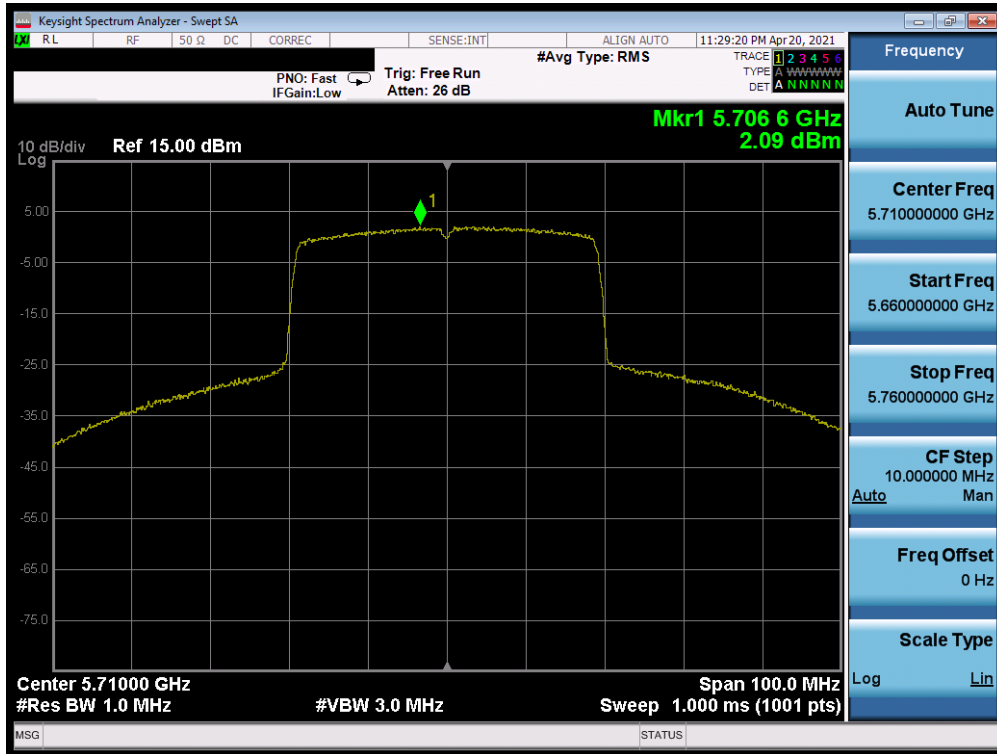 Keysight Spectrum Analyzer - Swept SA
LXI RL RF 50 Ω DC CORREC SENSE:INT ALIGN AUTO 11:29:20 PM Apr 20, 2021
#Avg Type: RMS TRACE 1 2 3 4 5 6
PNO: Fast Trig: Free Run TYPE A WWWWW
IFGain:Low Atten: 26 dB DET A N N N N N
Mkr1 5.706 6 GHz
10 dB/div Ref 15.00 dBm 2.09 dBm
Log
1
5.00
-5.00
-15.0
-25.0
-35.0
-45.0
-55.0
-65.0
-75.0
Center 5.71000 GHz Span 100.0 MHz
#Res BW 1.0 MHz #VBW 3.0 MHz Sweep 1.000 ms (1001 pts)
MSG STATUS
Frequency
Auto Tune
Center Freq
5.710000000 GHz
Start Freq
5.660000000 GHz
Stop Freq
5.760000000 GHz
CF Step
10.000000 MHz
Auto Man
Freq Offset
0 Hz
Scale Type
Log Lin